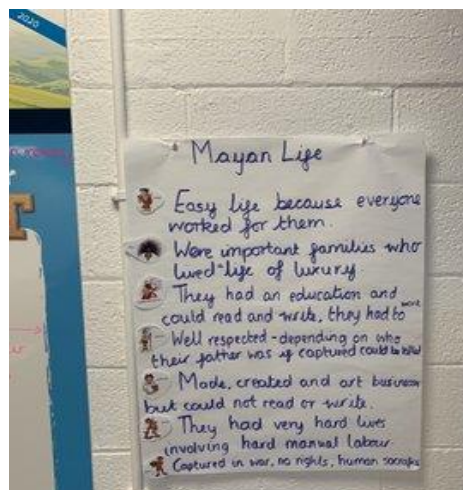 2020
Mayan Life
Easy life because everyone
worked for them.
Were important families who
lived life of luxury
They had an education and
could read and write, they had to work
Well respected - depending on who
their father was if captured could be killed
Made, created and art business
but could not read or write.
They had very hard lives
involving hard manual labour.
Captured in war, no rights, human